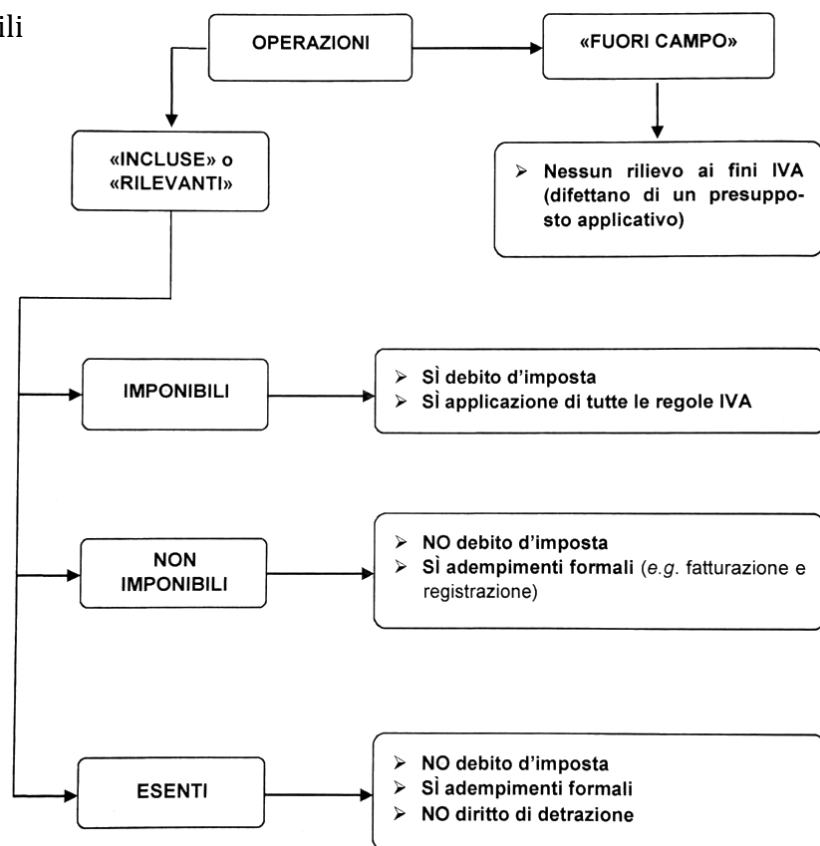 ili
OPERAZIONI
«FUORI CAMPO»
«INCLUSE» o
«RILEVANTI»
➢ Nessun rilievo ai fini IVA
(difettano di un presuppo-
sto applicativo)
IMPONIBILI
➢ SÌ debito d'imposta
➢ SÌ applicazione di tutte le regole IVA
NON
IMPONIBILI
➢ NO debito d'imposta
➢ SÌ adempimenti formali (e.g. fatturazione e
registrazione)
ESENTI
➢ NO debito d'imposta
➢ SÌ adempimenti formali
➢ NO diritto di detrazione